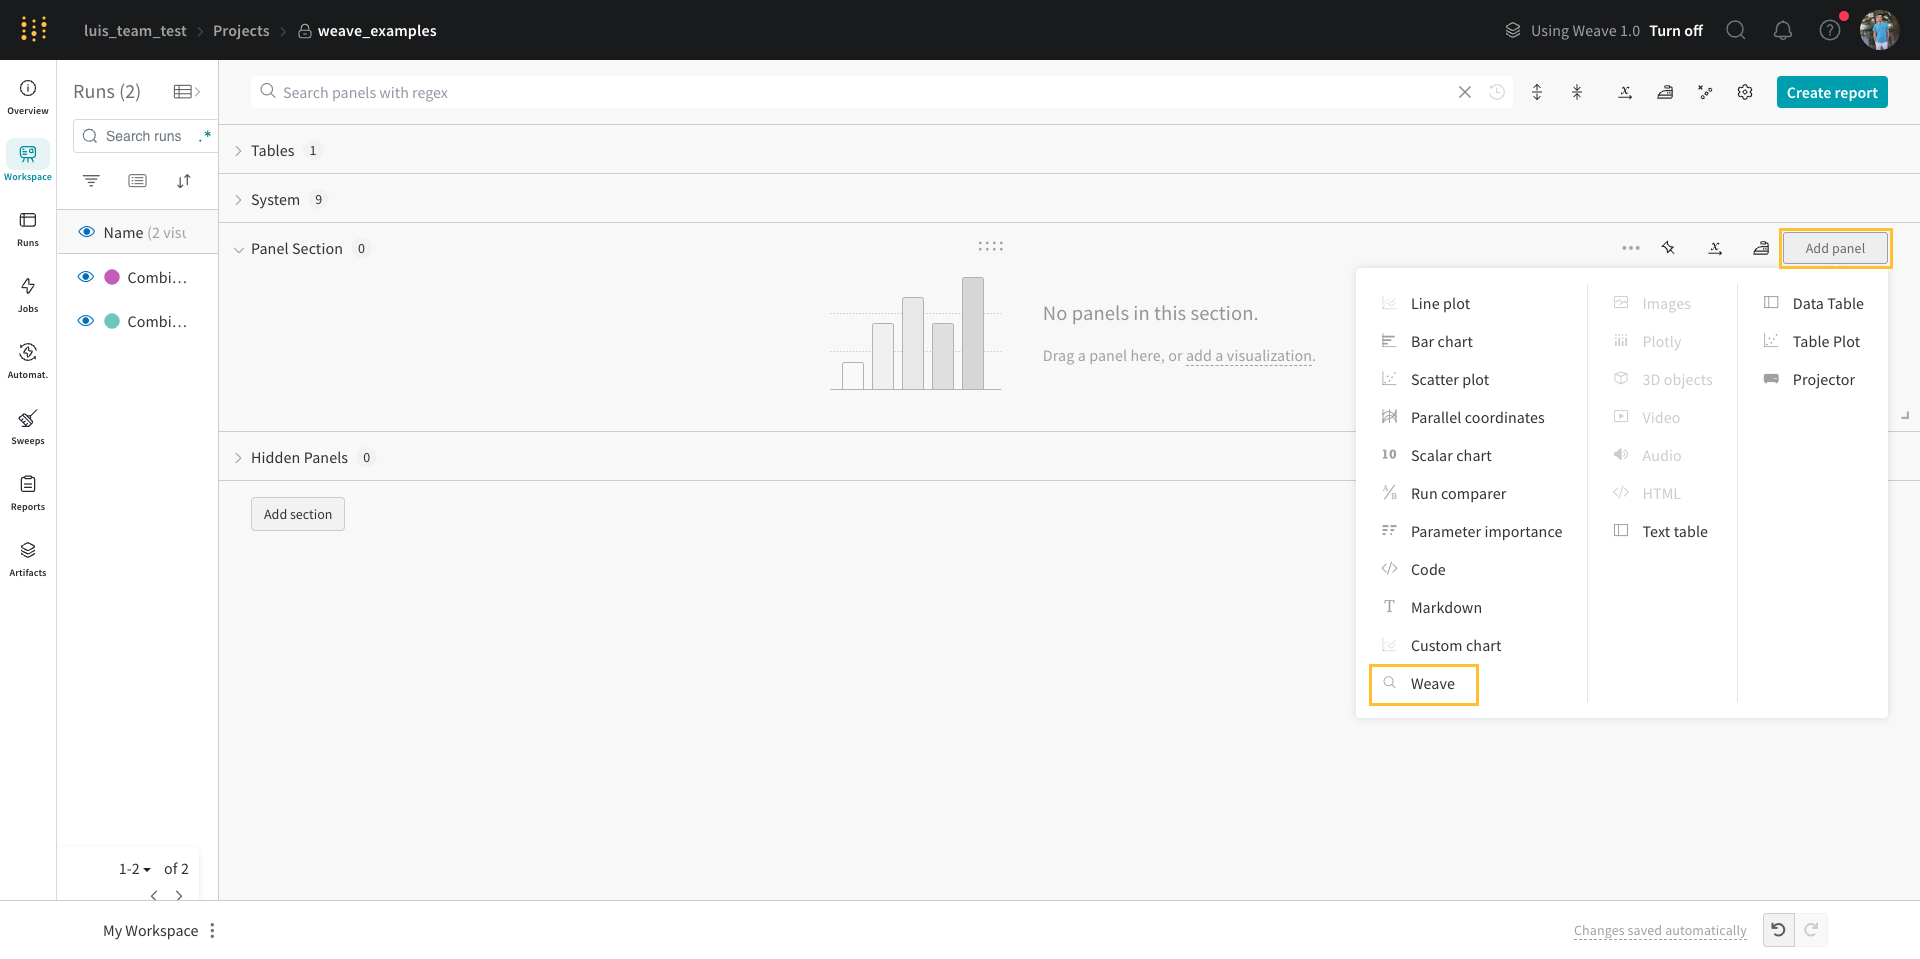 luis_team_test > Projects > weave_examples
Using Weave 1.0 Turn off
Overview
Workspace
Runs
Jobs
Automat.
Sweeps
Reports
Artifacts
Runs (2)
Search runs .*
Name (2 visu
Combi...
Combi...
1-2 of 2
Search panels with regex
Create report
Tables 1
System 9
Panel Section 0
Add panel
No panels in this section.
Drag a panel here, or add a visualization.
Hidden Panels 0
Add section
Line plot
Bar chart
Scatter plot
Parallel coordinates
10 Scalar chart
Run comparer
Parameter importance
Code
Markdown
Custom chart
Weave
Images
Plotly
3D objects
Video
Audio
HTML
Text table
Data Table
Table Plot
Projector
My Workspace
Changes saved automatically